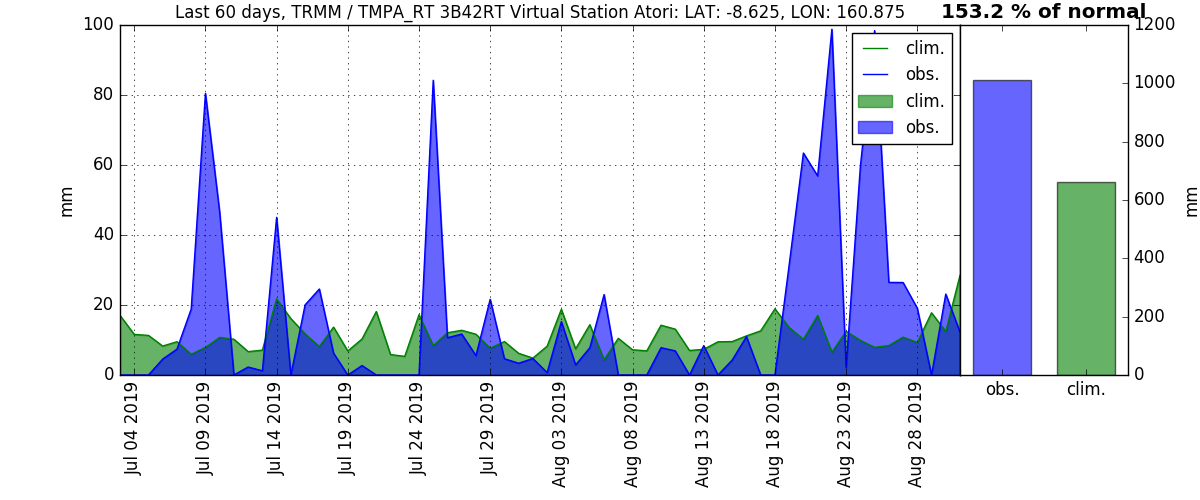 Last 60 days, TRMM / TMPA_RT 3B42RT Virtual Station Atori: LAT: -8.625, LON: 160.875
153.2 % of normal
100
80
60
40
20
0
mm
clim.
obs.
clim.
obs.
1200
1000
800
600
400
200
0
mm
Jul 04 2019
Jul 09 2019
Jul 14 2019
Jul 19 2019
Jul 24 2019
Jul 29 2019
Aug 03 2019
Aug 08 2019
Aug 13 2019
Aug 18 2019
Aug 23 2019
Aug 28 2019
obs.
clim.